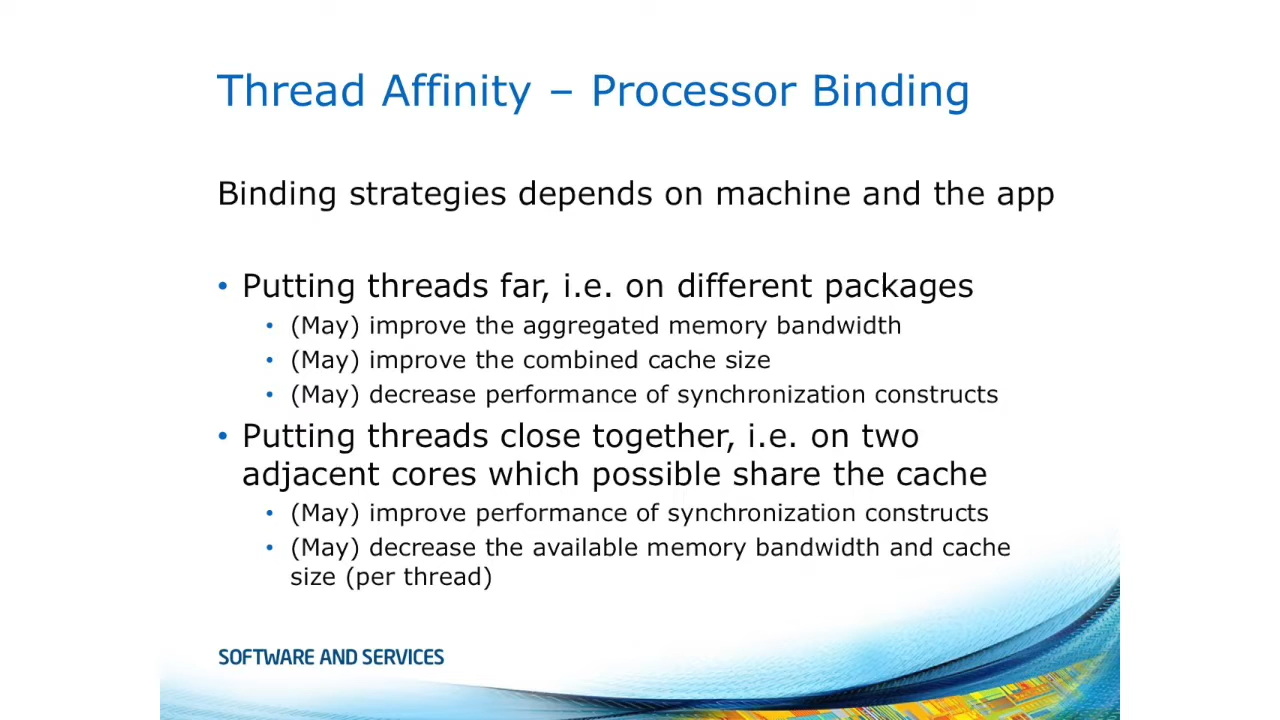 Thread Affinity – Processor Binding
Binding strategies depends on machine and the app
• Putting threads far, i.e. on different packages
• (May) improve the aggregated memory bandwidth
• (May) improve the combined cache size
• (May) decrease performance of synchronization constructs
• Putting threads close together, i.e. on two
adjacent cores which possible share the cache
• (May) improve performance of synchronization constructs
• (May) decrease the available memory bandwidth and cache
size (per thread)
SOFTWARE AND SERVICES